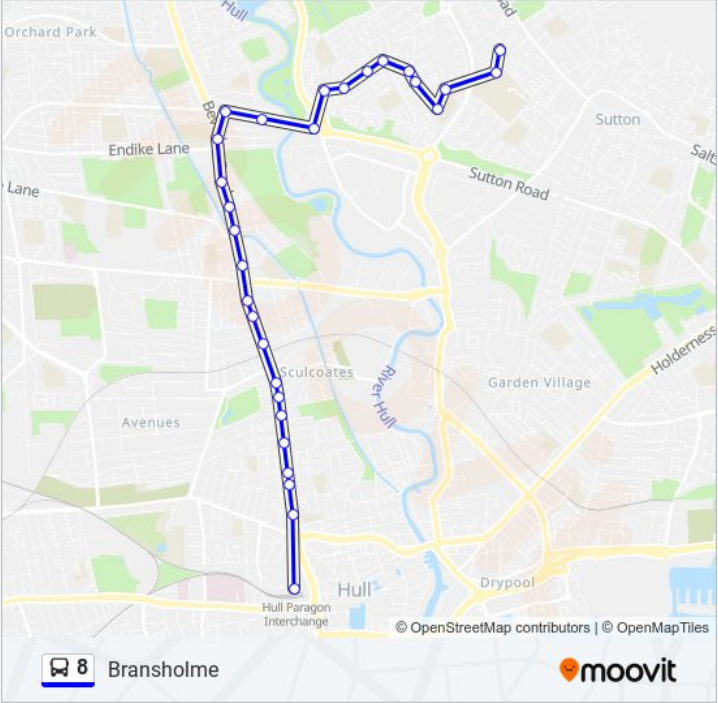 Hull
Road
Orchard Park
Bev
Sutton
Endike Lane
Salt
Lane
Sutton Road
Holderness
Sculcoates
River Hull
Garden Village
Avenues
Hull
Drypool
Hull Paragon
Interchange
© OpenStreetMap contributors | © OpenMapTiles
8 Bransholme
moovit